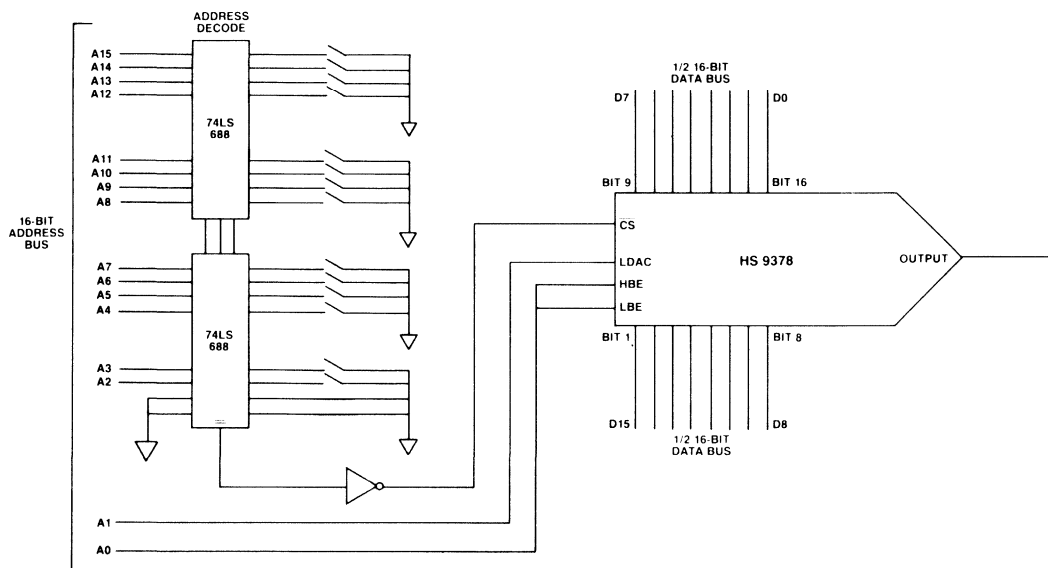 ADDRESS
DECODE
A15
A14
A13
A12
74LS
688
A11
A10
A9
A8
16-BIT
ADDRESS
BUS
A7
A6
A5
A4
74LS
688
A3
A2
A1
A0
1/2 16-BIT
DATA BUS
D7
D0
BIT 9
BIT 16
CS
LDAC
HBE
LBE
HS 9378
OUTPUT
BIT 1
BIT 8
D15
D8
1/2 16-BIT
DATA BUS